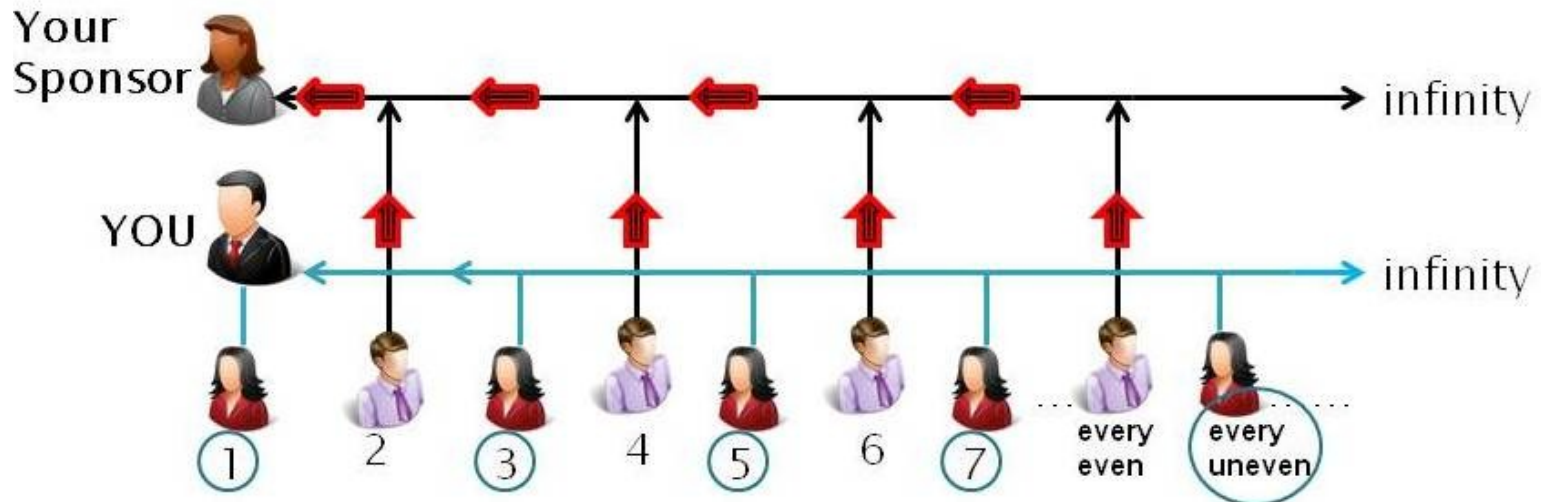 Your
Sponsor
infinity
YOU
infinity
1
2
3
4
5
6
7
..... every
even
every ......
uneven